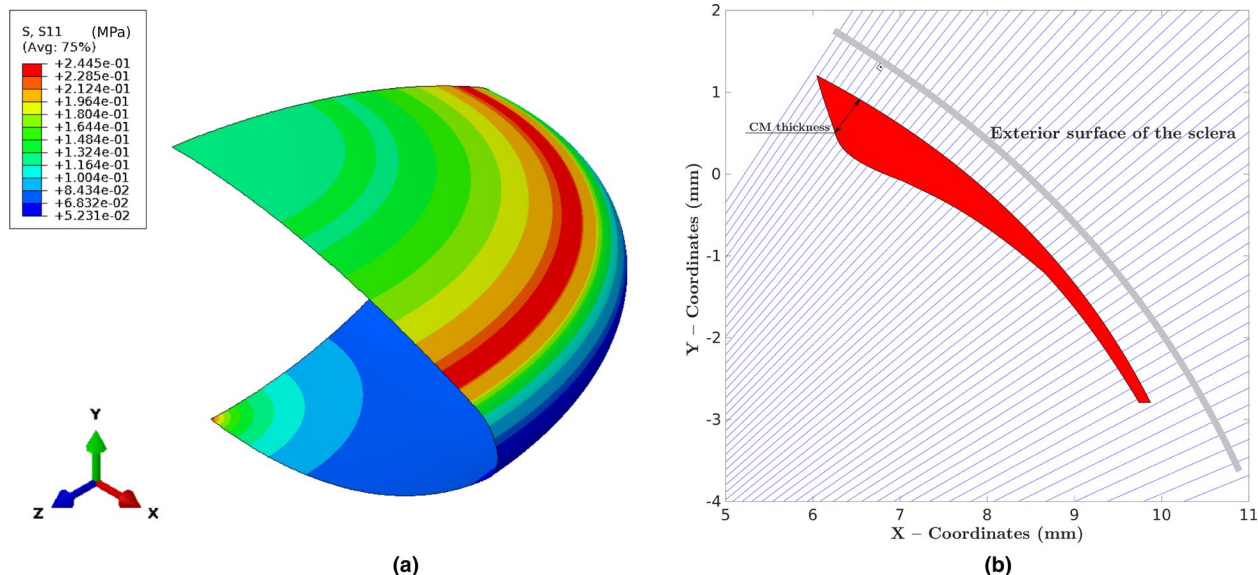 S, S11 (MPa)
(Avg: 75%)
+2.445e-01
+2.285e-01
+2.124e-01
+1.964e-01
+1.804e-01
+1.644e-01
+1.484e-01
+1.324e-01
+1.164e-01
+1.004e-01
+8.434e-02
+6.832e-02
+5.231e-02
Y
Z
X
(a)
2
1
0
-1
-2
-3
-4
Y – Coordinates (mm)
CM thickness
Exterior surface of the sclera
5
6
7
8
9
10
11
X – Coordinates (mm)
(b)